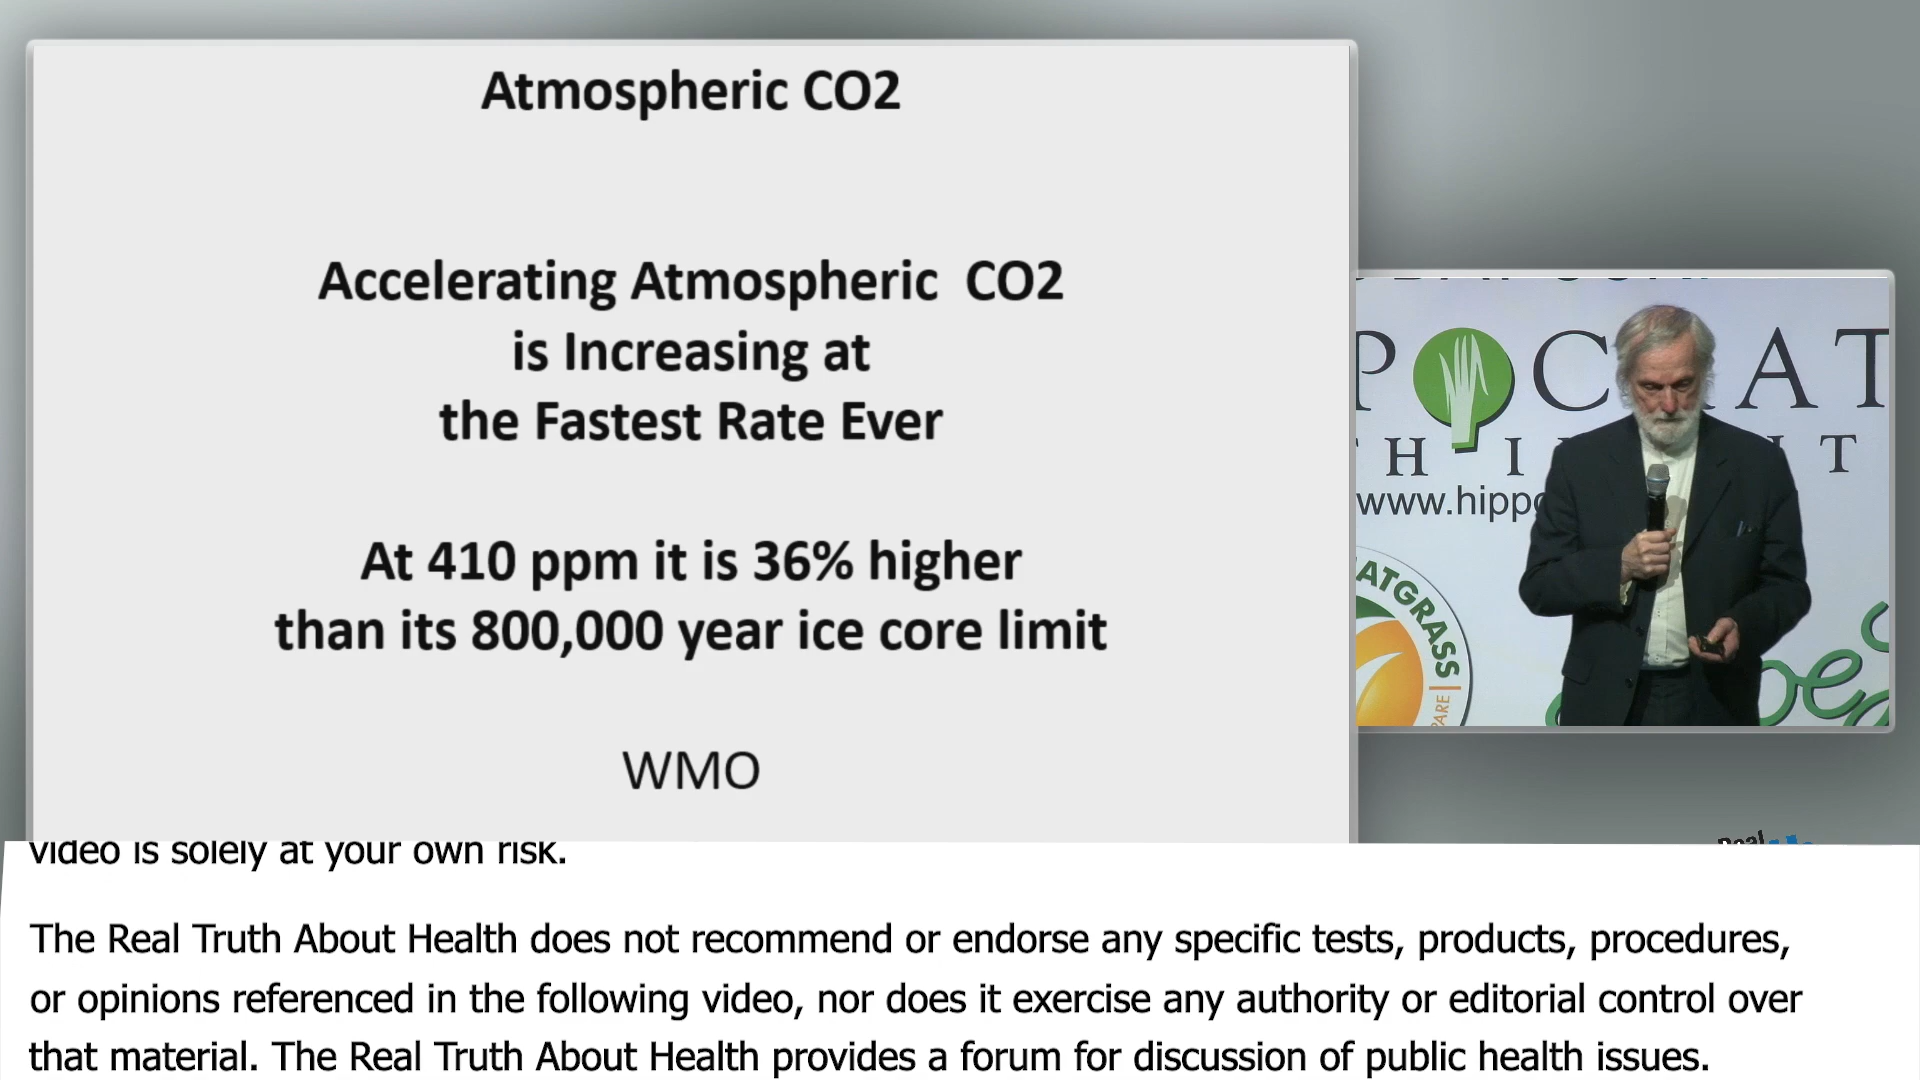 Atmospheric CO2
Accelerating Atmospheric CO2
is Increasing at
the Fastest Rate Ever
At 410 ppm it is 36% higher
than its 800,000 year ice core limit
WMO
www.hippo
ATGRASS
video is solely at your own risk.
The Real Truth About Health does not recommend or endorse any specific tests, products, procedures,
or opinions referenced in the following video, nor does it exercise any authority or editorial control over
that material. The Real Truth About Health provides a forum for discussion of public health issues.